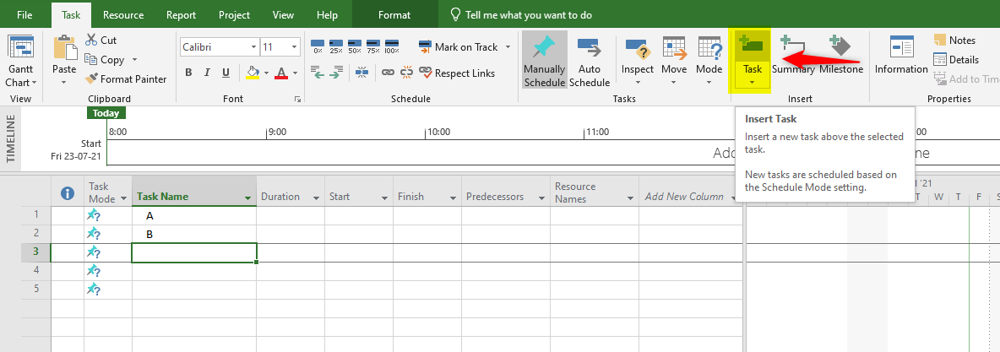 File Task Resource Report Project View Help Format Tell me what you want to do
Gantt Chart
View
Paste
Cut
Copy
Format Painter
Clipboard
Calibri 11
B I U A
Font
0% 25% 50% 75% 100%
Mark on Track
Respect Links
Schedule
Manually Schedule
Auto Schedule
Inspect
Move
Mode
Tasks
Task
Summary
Milestone
Insert
Information
Notes
Details
Add to Time
Properties
TIMELINE
Today
8:00 9:00 10:00 11:00 :00
Start
Fri 23-07-21
Add
ne
Insert Task
Insert a new task above the selected
task.
New tasks are scheduled based on
the Schedule Mode setting.
Task Mode Task Name Duration Start Finish Predecessors Resource Names Add New Column
'21
T W T F S
1 A
2 B
3
4
5